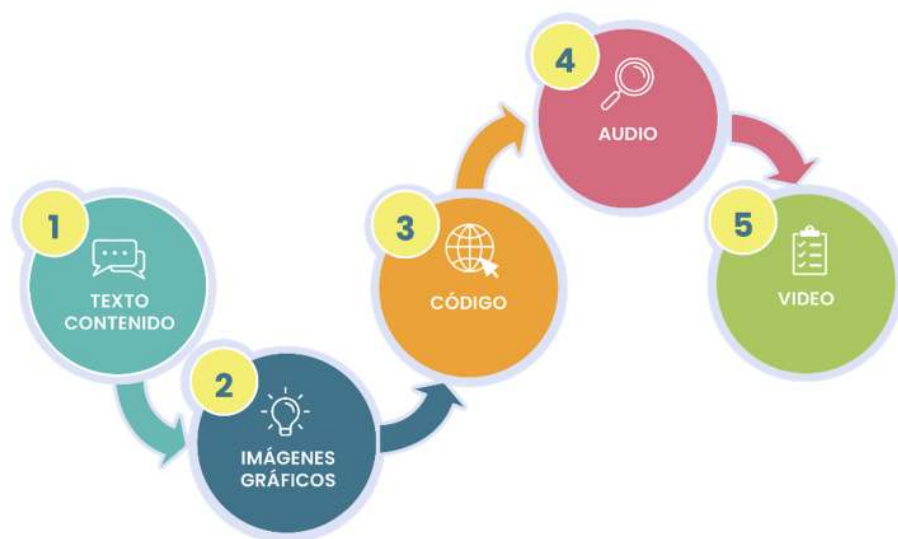 1
TEXTO
CONTENIDO
2
IMÁGENES
GRÁFICOS
3
CÓDIGO
4
AUDIO
5
VIDEO